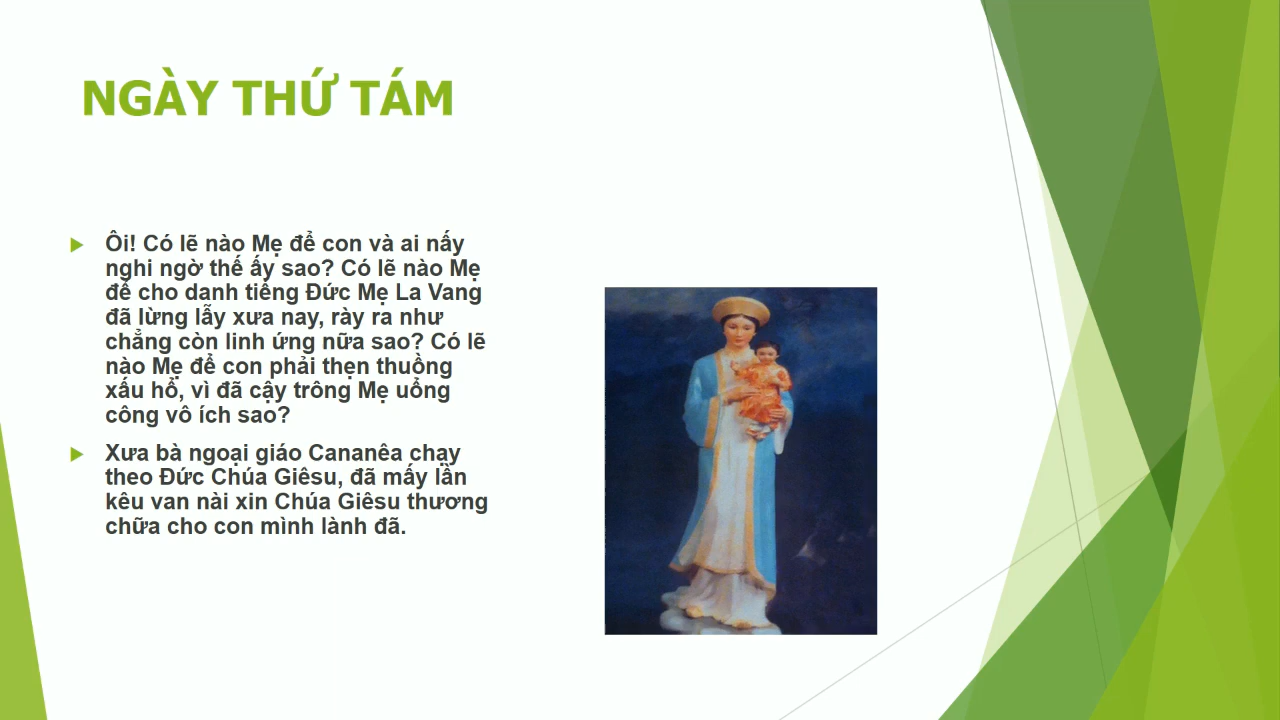 NGÀY THỨ TÁM
Ôi! Có lẽ nào Mẹ để con và ai nấy
nghi ngờ thế ấy sao? Có lẽ nào Mẹ
để cho danh tiếng Đức Mẹ La Vang
đã lừng lẫy xưa nay, rày ra như
chẳng còn linh ứng nữa sao? Có lẽ
nào Mẹ để con phải thẹn thuồng
xấu hổ, vì đã cậy trông Mẹ uổng
công vô ích sao?
Xưa bà ngoại giáo Cananêa chạy
theo Đức Chúa Giêsu, đã mấy lần
kêu van nài xin Chúa Giêsu thương
chữa cho con mình lành đã.